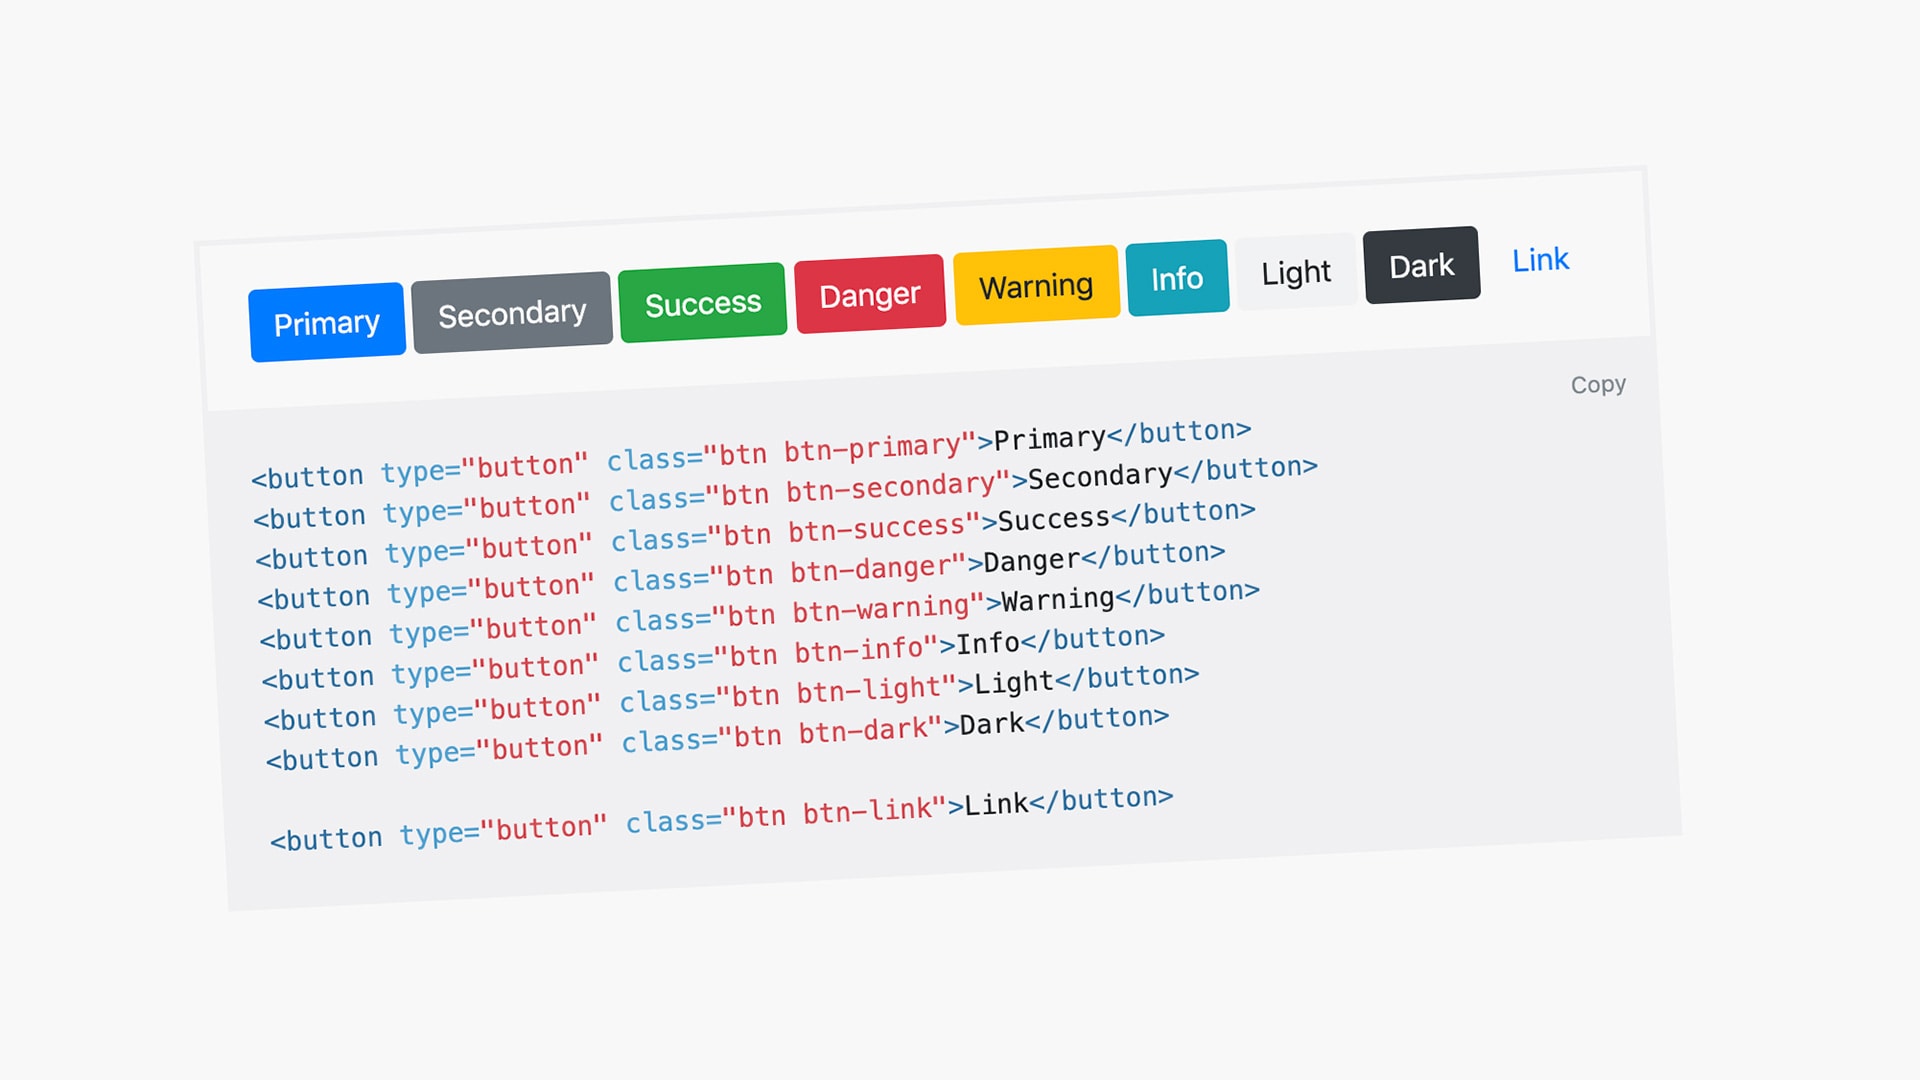 Primary Secondary Success Danger Warning Info Light Dark Link
Copy
<button type="button" class="btn btn-primary">Primary</button>
<button type="button" class="btn btn-secondary">Secondary</button>
<button type="button" class="btn btn-success">Success</button>
<button type="button" class="btn btn-danger">Danger</button>
<button type="button" class="btn btn-warning">Warning</button>
<button type="button" class="btn btn-info">Info</button>
<button type="button" class="btn btn-light">Light</button>
<button type="button" class="btn btn-dark">Dark</button>
<button type="button" class="btn btn-link">Link</button>